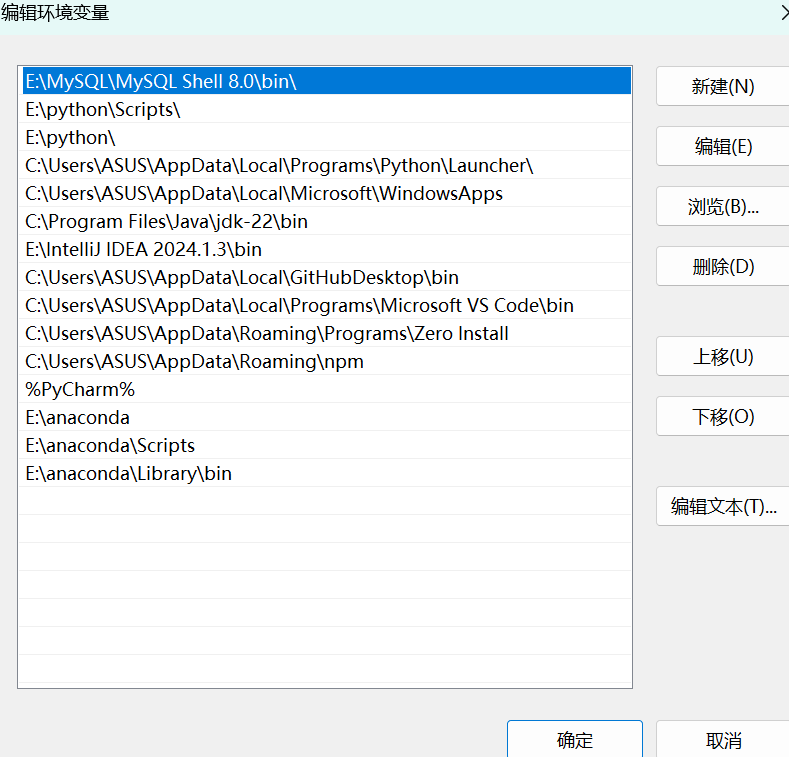 编辑环境变量
E:\MySQL\MySQL Shell 8.0\bin\
E:\python\Scripts\
E:\python\
C:\Users\ASUS\AppData\Local\Programs\Python\Launcher\
C:\Users\ASUS\AppData\Local\Microsoft\WindowsApps
C:\Program Files\Java\jdk-22\bin
E:\IntelliJ IDEA 2024.1.3\bin
C:\Users\ASUS\AppData\Local\GitHubDesktop\bin
C:\Users\ASUS\AppData\Local\Programs\Microsoft VS Code\bin
C:\Users\ASUS\AppData\Roaming\Programs\Zero Install
C:\Users\ASUS\AppData\Roaming\npm
%PyCharm%
E:\anaconda
E:\anaconda\Scripts
E:\anaconda\Library\bin
新建(N)
编辑(E)
浏览(B)...
删除(D)
上移(U)
下移(O)
编辑文本(T)...
确定
取消